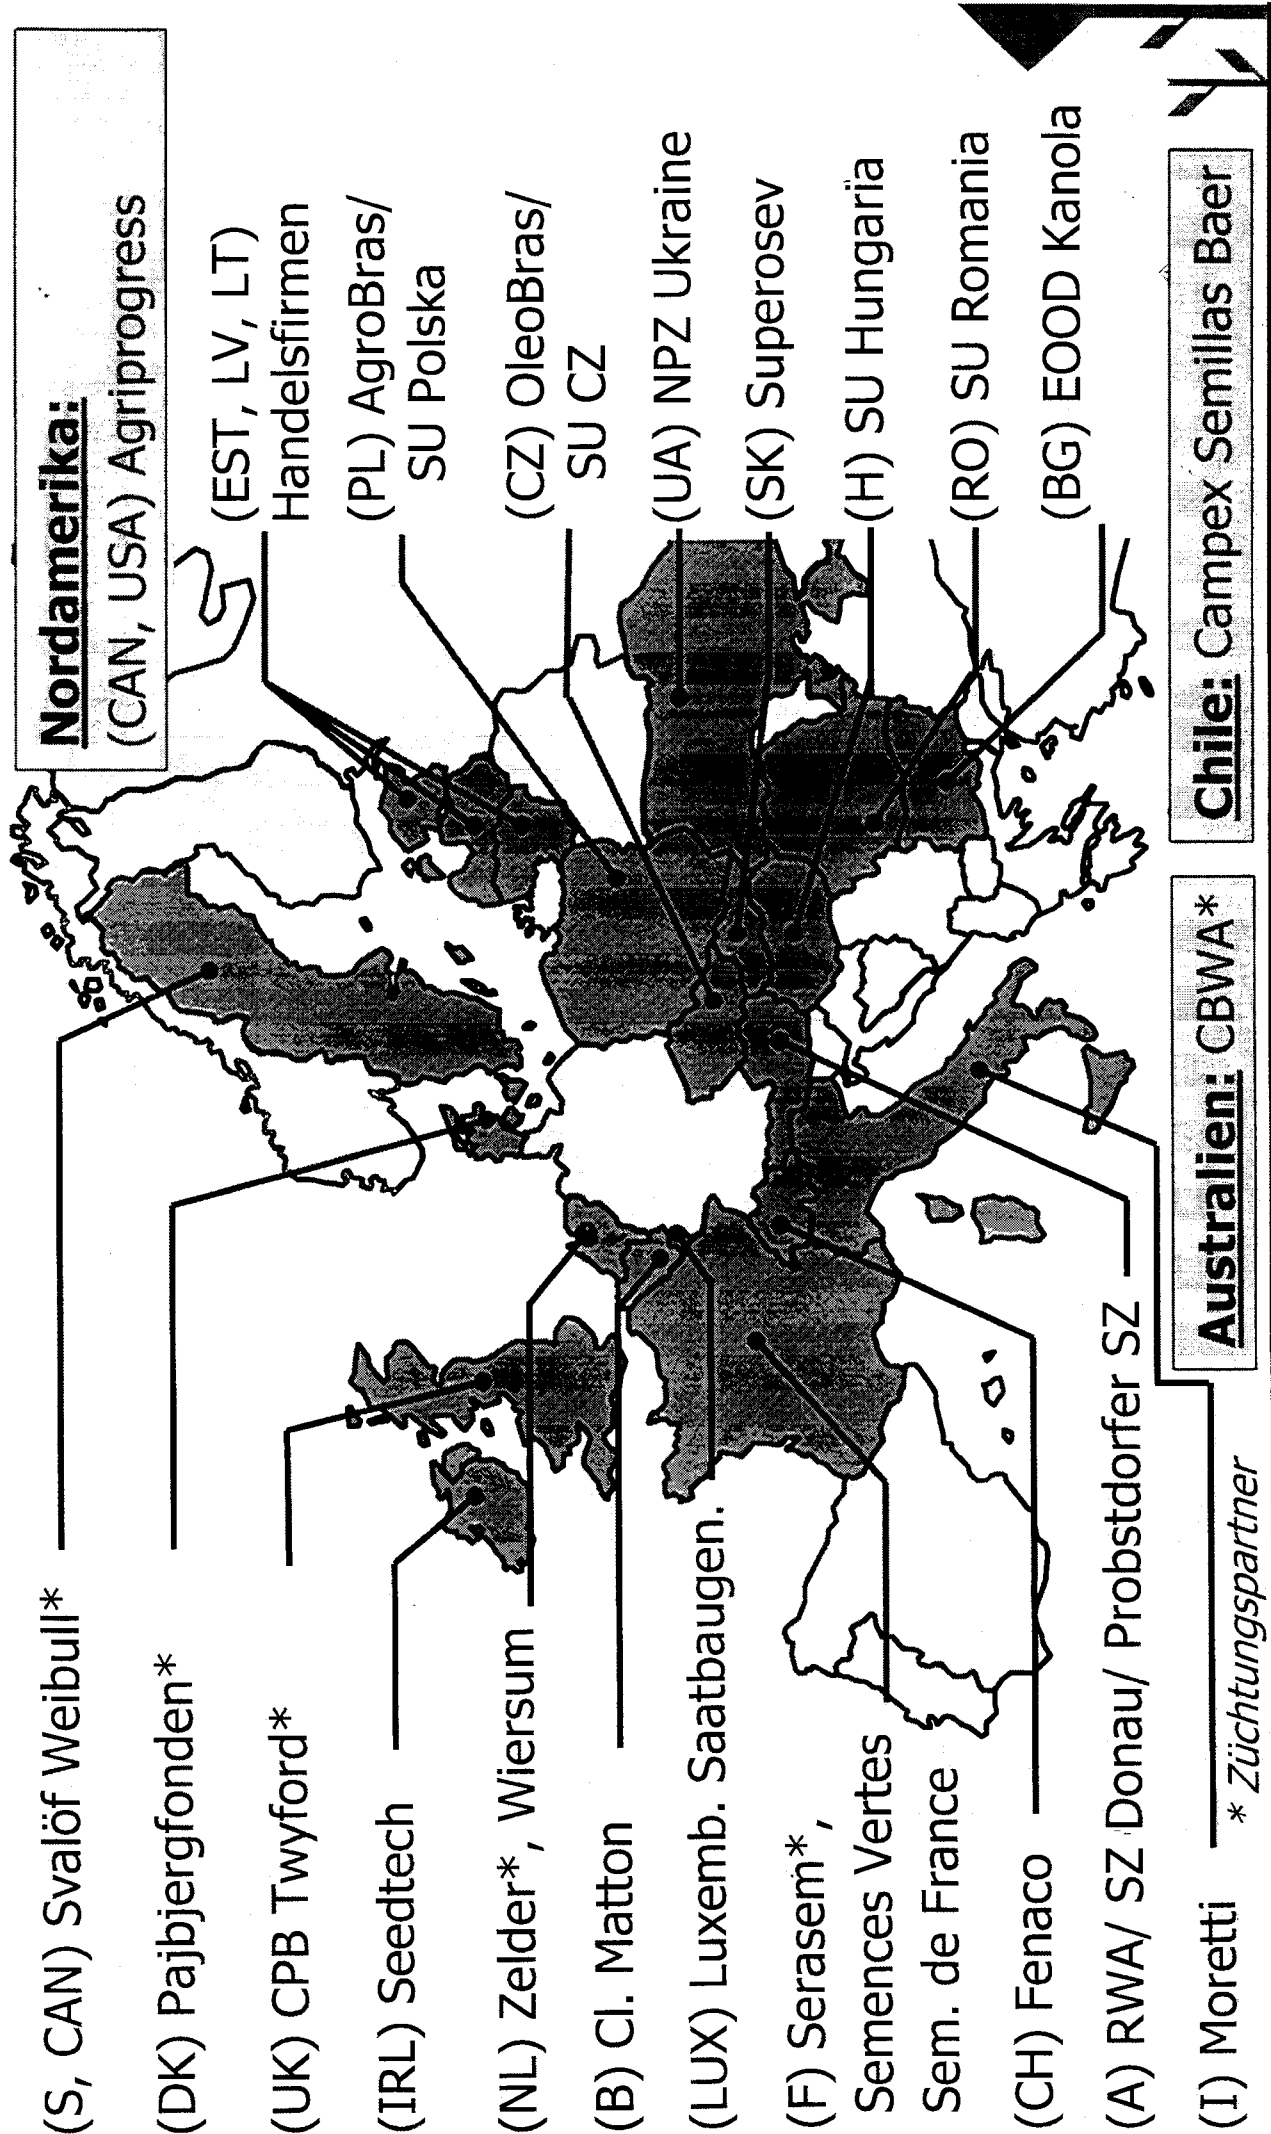 Nordamerika:
(CAN, USA) Agriprogress
(S, CAN) Svalöf Weibull*
(DK) Pajbjergfonden*
(UK) CPB Twyford*
(IRL) Seedtech
(NL) Zelder*, Wiersum
(B) Cl. Matton
(LUX) Luxemb. Saatbaugen.
(F) Serasem*,
Semences Vertes
Sem. de France
(CH) Fenaco
(A) RWA/ SZ Donau/ Probstdorfer SZ
(I) Moretti
(EST, LV, LT)
Handelsfirmen
(PL) AgroBras/
SU Polska
(CZ) OleoBras/
SU CZ
(UA) NPZ Ukraine
(SK) Superosev
(H) SU Hungaria
(RO) SU Romania
(BG) EOOD Kanola
Australien: CBWA*
Chile: Campex Semillas Baer
* Züchtungspartner